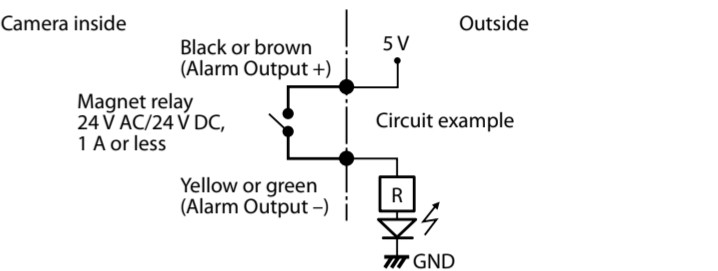 Camera inside
Outside
Black or brown
(Alarm Output +)
5 V
Magnet relay
24 V AC/24 V DC,
1 A or less
Circuit example
Yellow or green
(Alarm Output –)
R
GND